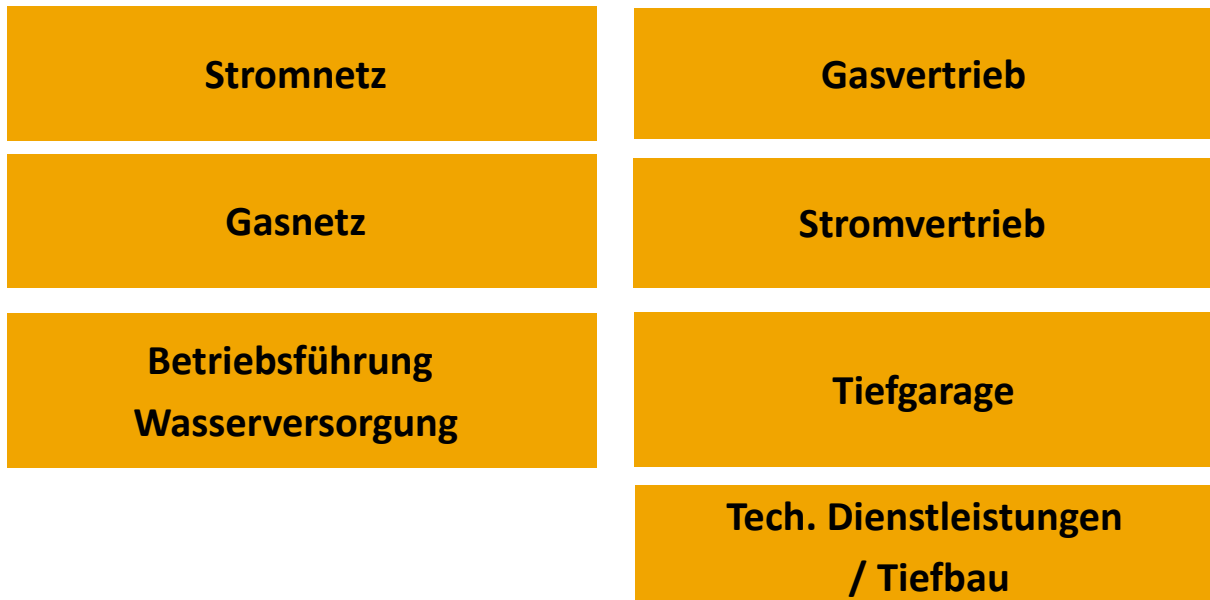 Stromnetz
Gasvertrieb
Gasnetz
Stromvertrieb
Betriebsführung
Wasserversorgung
Tiefgarage
Tech. Dienstleistungen
/ Tiefbau